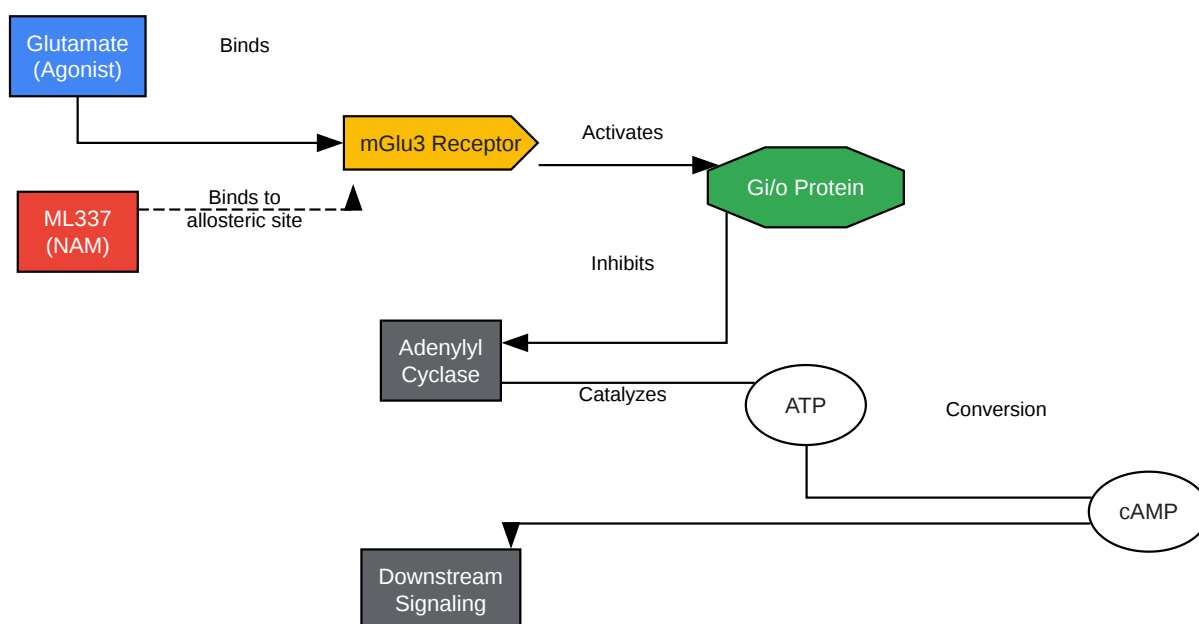 Glutamate
(Agonist)
Binds
mGlu3 Receptor
Activates
Gi/o Protein
ML337
(NAM)
Binds to
allosteric site
Inhibits
Adenylyl
Cyclase
Catalyzes
ATP
Conversion
cAMP
Downstream
Signaling